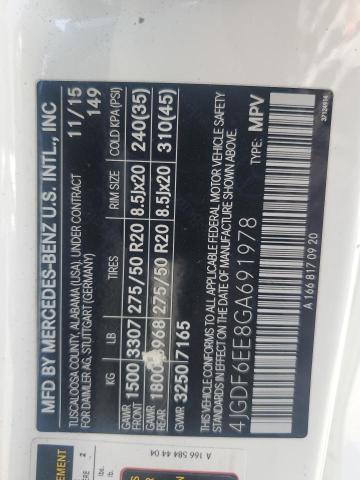 MFD BY MERCEDES-BENZ U.S. INTL., INC
TUSCALOOSA COUNTY, ALABAMA (USA), UNDER CONTRACT
FOR DAIMLER AG, STUTTGART (GERMANY)
11/15
149
KG LB TIRES RIM SIZE COLD KPA(PSI)
GVWR 3250 7165
GAWR FRONT 1500 3307 275/50 R20 8.5Jx20 240(35)
GAWR REAR 1800 3968 275/50 R20 8.5Jx20 310(45)
THIS VEHICLE CONFORMS TO ALL APPLICABLE FEDERAL MOTOR VEHICLE SAFETY
STANDARDS IN EFFECT ON THE DATE OF MANUFACTURE SHOWN ABOVE.
4JGDF6EE8GA691978 TYPE: MPV
A 166 817 09 20
37124914
A 166 584 44 04
2
lbs.
lb.